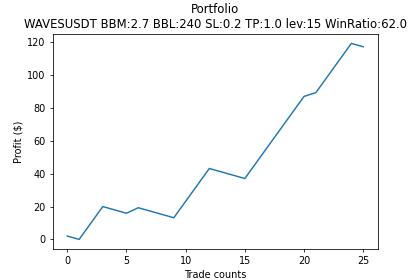 Portfolio
WAVESUSDT BBM:2.7 BBL:240 SL:0.2 TP:1.0 lev:15 WinRatio:62.0
120
100
80
60
40
20
0
Profit ($)
0 5 10 15 20 25
Trade counts